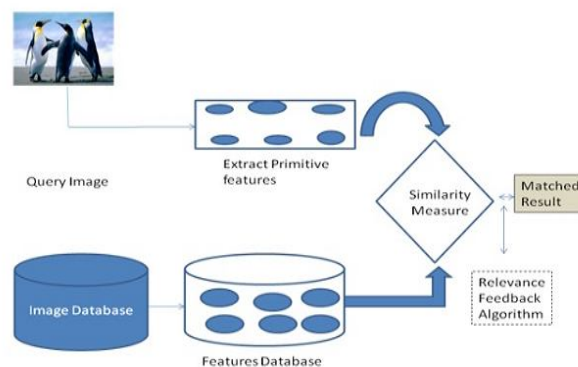 Query Image
Extract Primitive
features
Similarity
Measure
Matched
Result
Relevance
Feedback
Algorithm
Image Database
Features Database